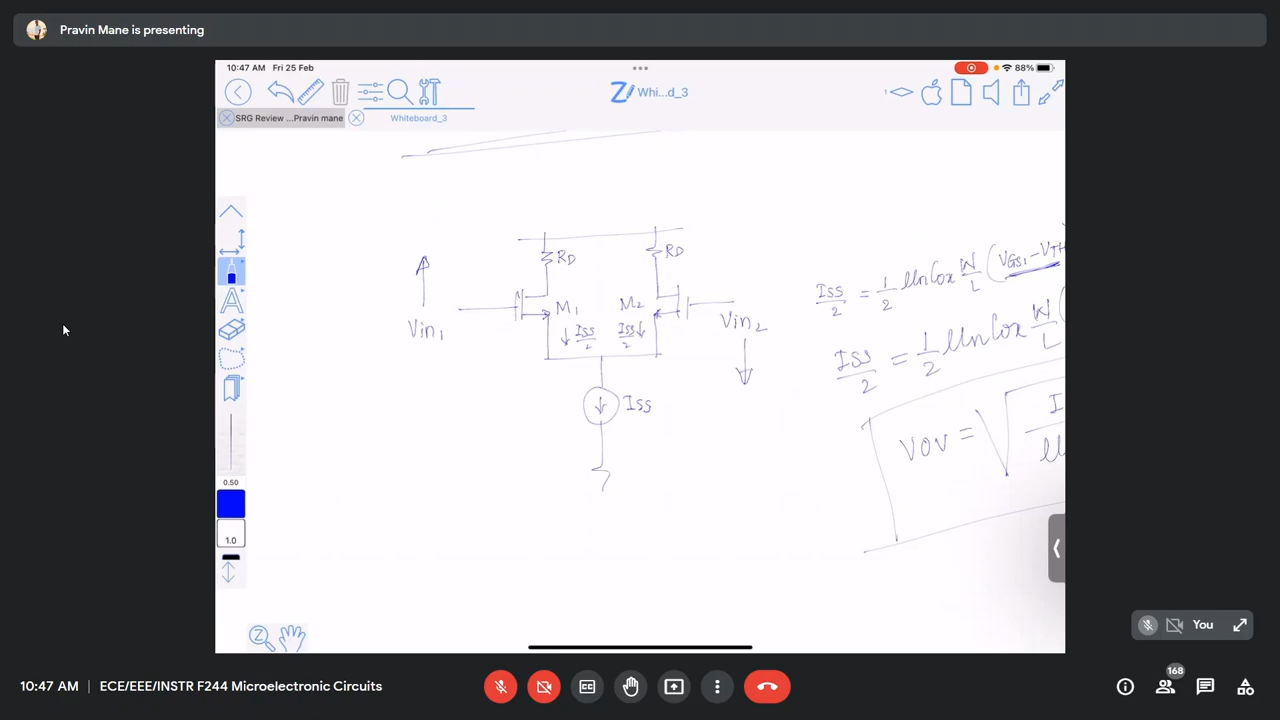 Pravin Mane is presenting
10:47 AM Fri 25 Feb
88%
Whi...d_3
1
SRG Review ...Pravin mane
Whiteboard_3
RD
RD
M1
M2
Vin1
Vin2
ISS/2
ISS/2
ISS
ISS/2 = 1/2 μnCox W/L (VGS1 - VTH
ISS/2 = 1/2 μnCox W/L (
VOV = √ I / μ
0.50
1.0
You
10:47 AM | ECE/EEE/INSTR F244 Microelectronic Circuits
168